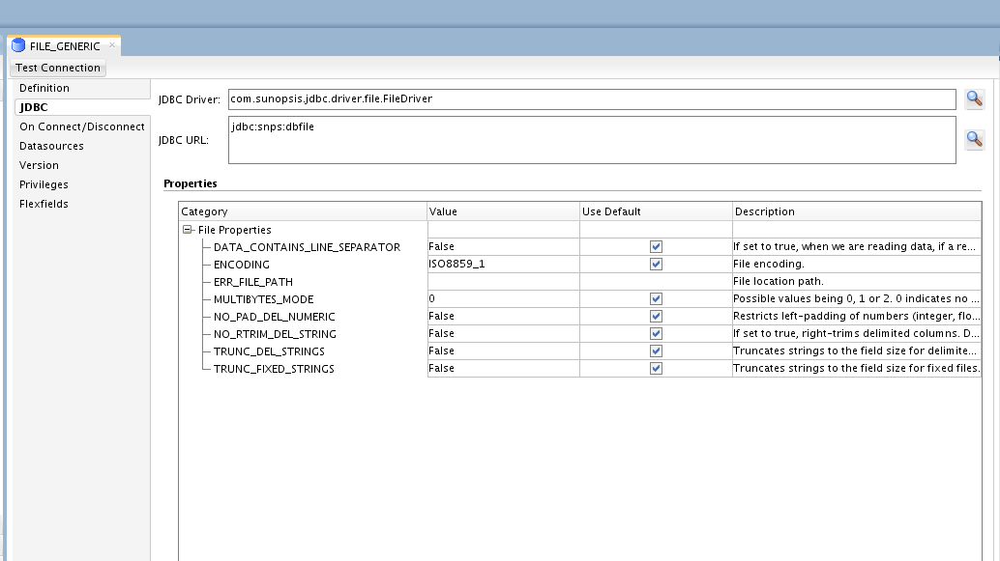 FILE_GENERIC
Test Connection
Definition
JDBC
On Connect/Disconnect
Datasources
Version
Privileges
Flexfields
JDBC Driver: com.sunopsis.jdbc.driver.file.FileDriver
JDBC URL: jdbc:snps:dbfile
Properties
Category Value Use Default Description
File Properties
DATA_CONTAINS_LINE_SEPARATOR False If set to true, when we are reading data, if a re...
ENCODING ISO8859_1 File encoding.
ERR_FILE_PATH File location path.
MULTIBYTES_MODE 0 Possible values being 0, 1 or 2. 0 indicates no ...
NO_PAD_DEL_NUMERIC False Restricts left-padding of numbers (integer, flo...
NO_RTRIM_DEL_STRING False If set to true, right-trims delimited columns. D...
TRUNC_DEL_STRINGS False Truncates strings to the field size for delimite...
TRUNC_FIXED_STRINGS False Truncates strings to the field size for fixed files.